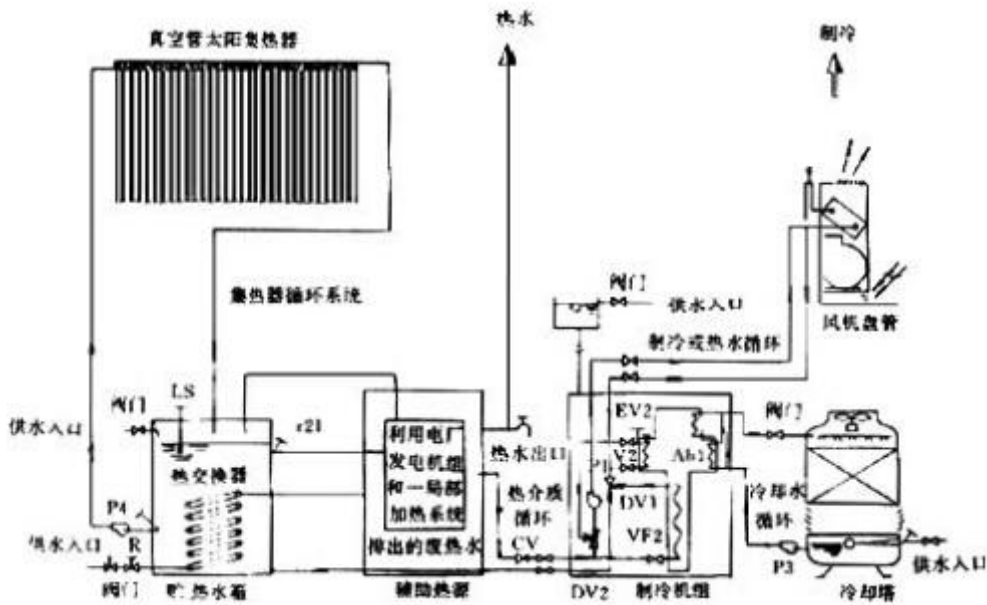 热水
真空管太阳集热器
制冷
集热器循环系统
阀门
供水入口
风机盘管
制冷或热水循环
LS
阀门
供水入口
r21
利用电厂
发电机组
和一局部
加热系统
排出的废热水
热水出口
EV2
阀门
V2
Ab1
P1
热交换器
热介质
循环
DV1
冷却水
循环
P4
供水入口
R
CV
VF2
P3
供水入口
阀门
贮热水箱
辅助热源
DV2
制冷机组
冷却塔